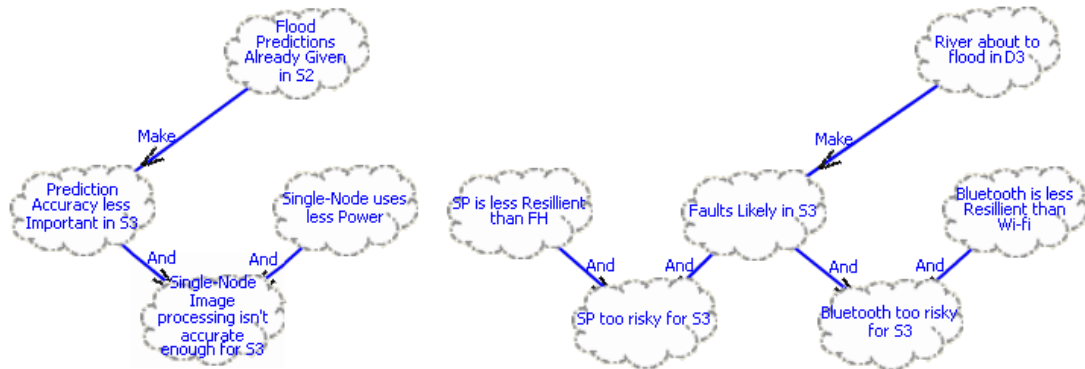 Flood
Predictions
Already Given
in S2
River about to
flood in D3
Make
Make
Prediction
Accuracy less
Important in S3
Single-Node uses
less Power
SP is less Resillient
than FH
Faults Likely in S3
Bluetooth is less
Resillient than
Wi-fi
And
And
And
And
And
And
Single-Node
Image
processing isn't
accurate
enough for S3
SP too risky for S3
Bluetooth too risky
for S3